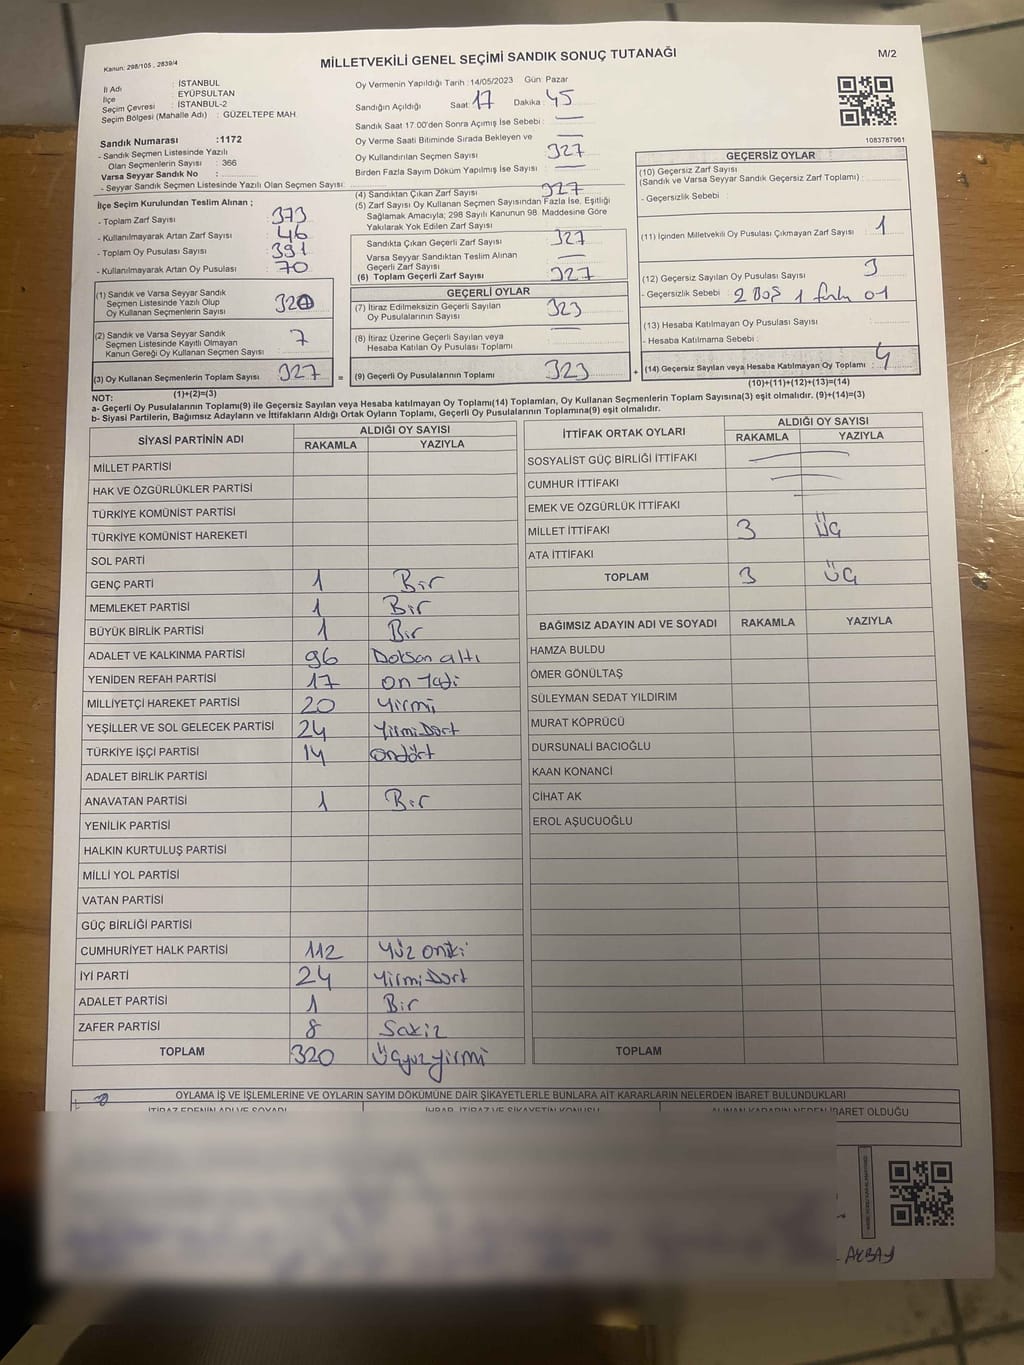 Kanun: 298/105 , 2839/4
MİLLETVEKİLİ GENEL SEÇİMİ SANDIK SONUÇ TUTANAĞI
M/2
İl Adı : İSTANBUL
İlçe : EYÜPSULTAN
Seçim Çevresi : İSTANBUL-2
Seçim Bölgesi (Mahalle Adı) : GÜZELTEPE MAH.
Sandık Numarası :1172
- Sandık Seçmen Listesinde Yazılı
Olan Seçmenlerin Sayısı : 366
Varsa Seyyar Sandık No :
- Seyyar Sandık Seçmen Listesinde Yazılı Olan Seçmen Sayısı:
Oy Vermenin Yapıldığı Tarih :14/05/2023 Gün: Pazar
Sandığın Açıldığı Saat: 17 Dakika: 45
Sandık Saat 17:00'den Sonra Açımış İse Sebebi : —
Oy Verme Saati Bitiminde Sırada Bekleyen ve —
Oy Kullandırılan Seçmen Sayısı 327
Birden Fazla Sayım Döküm Yapılmış İse Sayısı —
1083787961
İlçe Seçim Kurulundan Teslim Alınan ;
- Toplam Zarf Sayısı 373
- Kullanılmayarak Artan Zarf Sayısı 46
- Toplam Oy Pusulası Sayısı 391
- Kullanılmayarak Artan Oy Pusulası 70
(1) Sandık ve Varsa Seyyar Sandık
Seçmen Listesinde Yazılı Olup
Oy Kullanan Seçmenlerin Sayısı 320
(2) Sandık ve Varsa Seyyar Sandık
Seçmen Listesinde Kayıtlı Olmayan
Kanun Gereği Oy Kullanan Seçmen Sayısı 7
(3) Oy Kullanan Seçmenlerin Toplam Sayısı 327
(1)+(2)=(3)
(4) Sandıktan Çıkan Zarf Sayısı 327
(5) Zarf Sayısı Oy Kullanan Seçmen Sayısından Fazla İse, Eşitliği
Sağlamak Amacıyla; 298 Sayılı Kanunun 98. Maddesine Göre
Yakılarak Yok Edilen Zarf Sayısı
Sandıkta Çıkan Geçerli Zarf Sayısı 327
Varsa Seyyar Sandıktan Teslim Alınan
Geçerli Zarf Sayısı —
(6) Toplam Geçerli Zarf Sayısı 327
GEÇERLİ OYLAR
(7) İtiraz Edilmeksizin Geçerli Sayılan
Oy Pusulalarının Sayısı 323
(8) İtiraz Üzerine Geçerli Sayılan veya
Hesaba Katılan Oy Pusulası Toplamı —
= (9) Geçerli Oy Pusulalarının Toplamı 323
GEÇERSİZ OYLAR
(10) Geçersiz Zarf Sayısı
(Sandık ve Varsa Seyyar Sandık Geçersiz Zarf Toplamı) :
- Geçersizlik Sebebi :
(11) İçinden Milletvekili Oy Pusulası Çıkmayan Zarf Sayısı 1
(12) Geçersiz Sayılan Oy Pusulası Sayısı 3
- Geçersizlik Sebebi : 2 Boş 1
(13) Hesaba Katılmayan Oy Pusulası Sayısı
- Hesaba Katılmama Sebebi :
+ (14) Geçersiz Sayılan veya Hesaba Katılmayan Oy Toplamı : 4
(10)+(11)+(12)+(13)=(14)
NOT:
a- Geçerli Oy Pusulalarının Toplamı(9) ile Geçersiz Sayılan veya Hesaba Katılmayan oy Toplamı(14) Toplamları, Oy Kullanan Seçmenlerin Toplam Sayısına(3) eşit olmalıdır. (9)+(14)=(3)
b- Siyasi Partilerin, Bağımsız Adayların ve İttifakların Aldığı Ortak Oyların Toplamı, Geçerli Oy Pusulalarının Toplamına(9) eşit olmalıdır.
SİYASİ PARTİNİN ADI ALDIĞI OY SAYISI
RAKAMLA YAZIYLA
MİLLET PARTİSİ
HAK VE ÖZGÜRLÜKLER PARTİSİ
TÜRKİYE KOMÜNİST PARTİSİ
TÜRKİYE KOMÜNİST HAREKETİ
SOL PARTİ
GENÇ PARTİ 1 Bir
MEMLEKET PARTİSİ 1 Bir
BÜYÜK BİRLİK PARTİSİ 1 Bir
ADALET VE KALKINMA PARTİSİ 96 Doksan altı
YENİDEN REFAH PARTİSİ 17 on Yedi
MİLLİYETÇİ HAREKET PARTİSİ 20 Yirmi
YEŞİLLER VE SOL GELECEK PARTİSİ 24 Yirmi Dört
TÜRKİYE İŞÇİ PARTİSİ 14 ondört
ADALET BİRLİK PARTİSİ
ANAVATAN PARTİSİ 1 Bir
YENİLİK PARTİSİ
HALKIN KURTULUŞ PARTİSİ
MİLLİ YOL PARTİSİ
VATAN PARTİSİ
GÜÇ BİRLİĞİ PARTİSİ
CUMHURİYET HALK PARTİSİ 112 Yüz oniki
İYİ PARTİ 24 Yirmi Dört
ADALET PARTİSİ 1 Bir
ZAFER PARTİSİ 8 Sekiz
TOPLAM 320 Üçyüzyirmi
İTTİFAK ORTAK OYLARI ALDIĞI OY SAYISI
RAKAMLA YAZIYLA
SOSYALİST GÜÇ BİRLİĞİ İTTİFAKI —
CUMHUR İTTİFAKI —
EMEK VE ÖZGÜRLÜK İTTİFAKI —
MİLLET İTTİFAKI 3 Üç
ATA İTTİFAKI
TOPLAM 3 Üç
BAĞIMSIZ ADAYIN ADI VE SOYADI RAKAMLA YAZIYLA
HAMZA BULDU
ÖMER GÖNÜLTAŞ
SÜLEYMAN SEDAT YILDIRIM
MURAT KÖPRÜCÜ
DURSUNALİ BACIOĞLU
KAAN KONANCİ
CİHAT AK
EROL AŞUCUOĞLU
TOPLAM
OYLAMA İŞ VE İŞLEMLERİNE VE OYLARIN SAYIM DÖKÜMÜNE DAİR ŞİKAYETLERLE BUNLARA AİT KARARLARIN NELERDEN İBARET BULUNDUKLARI
İTİRAZ EDENİN ADI VE SOYADI İHBAR, İTİRAZ VE ŞİKAYETİN KONUSU ALINAN KARARIN NEDEN İBARET OLDUĞU
AKBAY